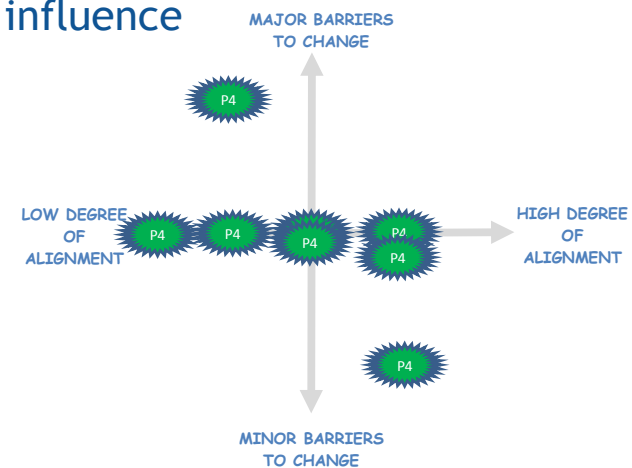 influence
MAJOR BARRIERS
TO CHANGE
P4
LOW DEGREE
OF
ALIGNMENT
P4
P4
P4
P4
P4
HIGH DEGREE
OF
ALIGNMENT
P4
MINOR BARRIERS
TO CHANGE